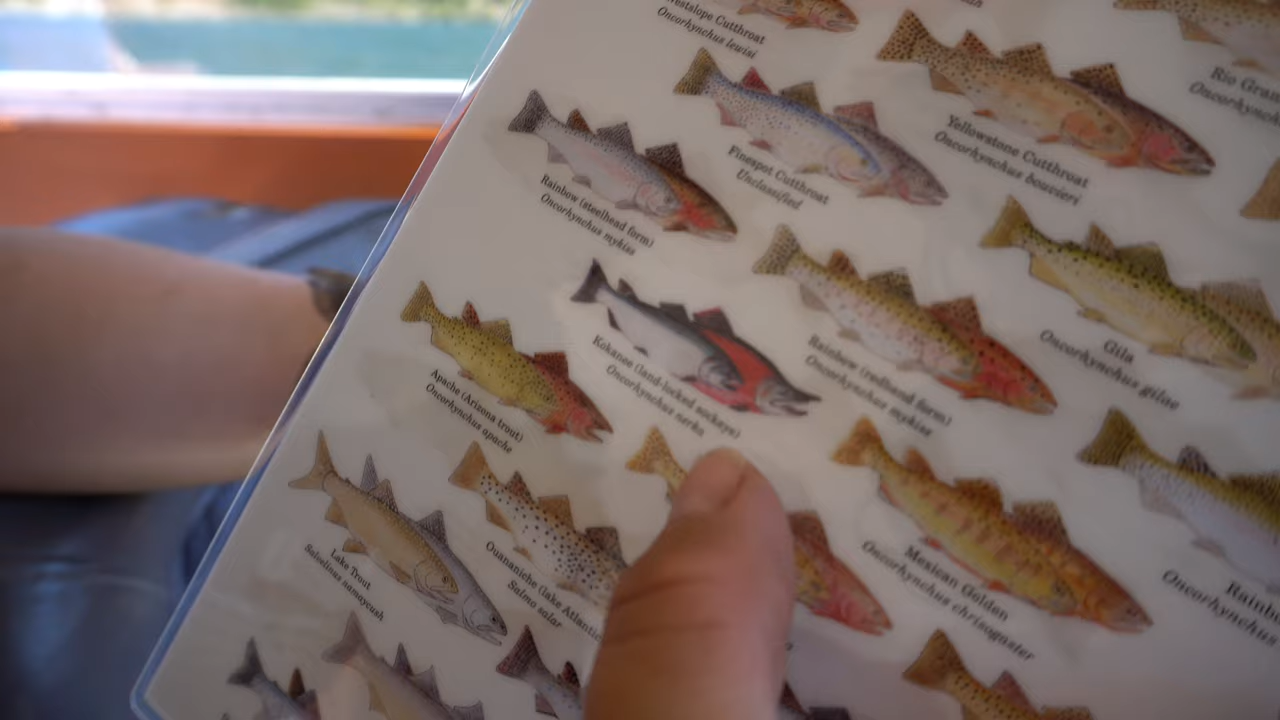 Westslope Cutthroat
Oncorhynchus lewisi
Yellowstone Cutthroat
Oncorhynchus bouvieri
Rio
Finespot Cutthroat
Unclassified
Rainbow (steelhead form)
Oncorhynchus mykiss
Gila
Oncorhynchus gilae
Rainbow (redband form)
Oncorhynchus mykiss
Kokanee (land-locked sockeye)
Oncorhynchus nerka
Apache (Arizona trout)
Oncorhynchus apache
Mexican Golden
Oncorhynchus chrisogaster
Oncorhynchus
Ouananiche (lake Atlantic
Salmo salar
Lake Trout
Salvelinus namaycush